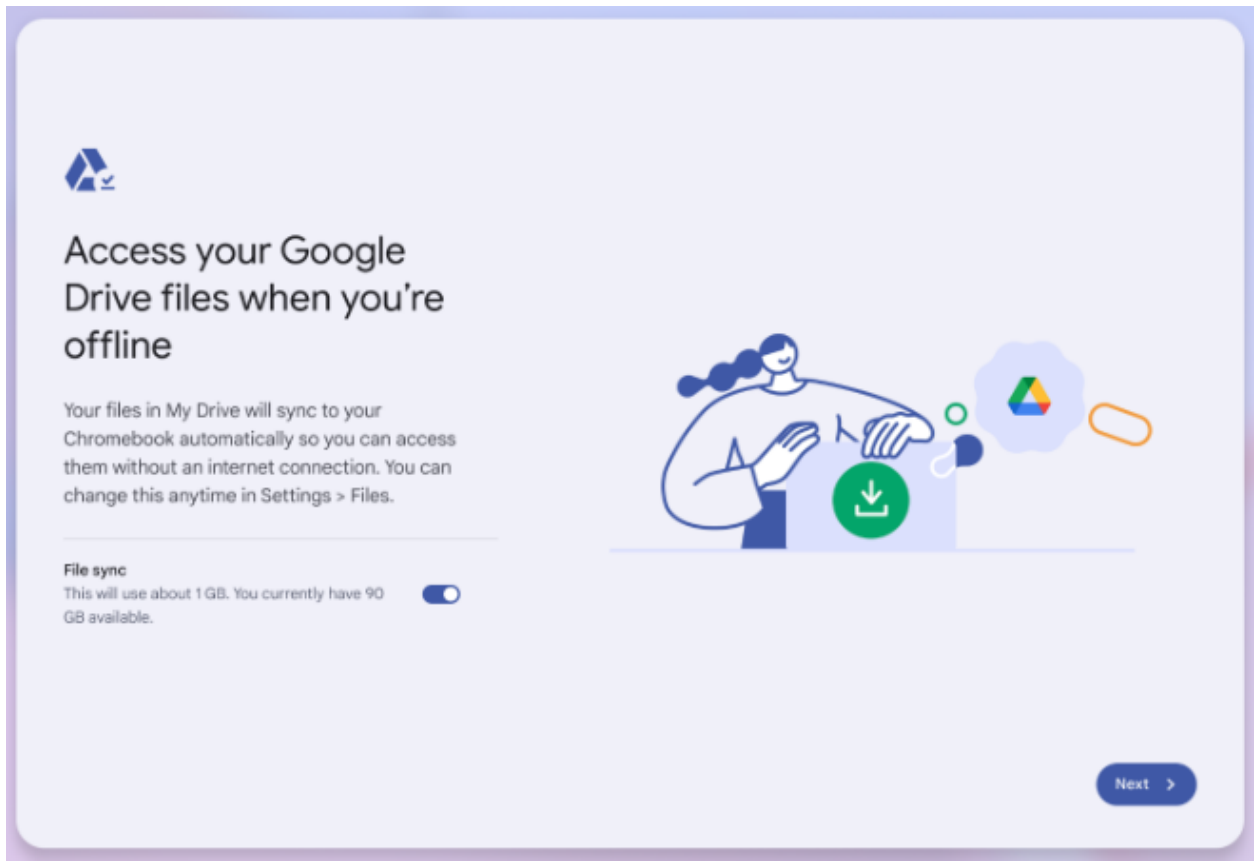 Access your Google
Drive files when you’re
offline
Your files in My Drive will sync to your
Chromebook automatically so you can access
them without an internet connection. You can
change this anytime in Settings > Files.
File sync
This will use about 1 GB. You currently have 90
GB available.
Next